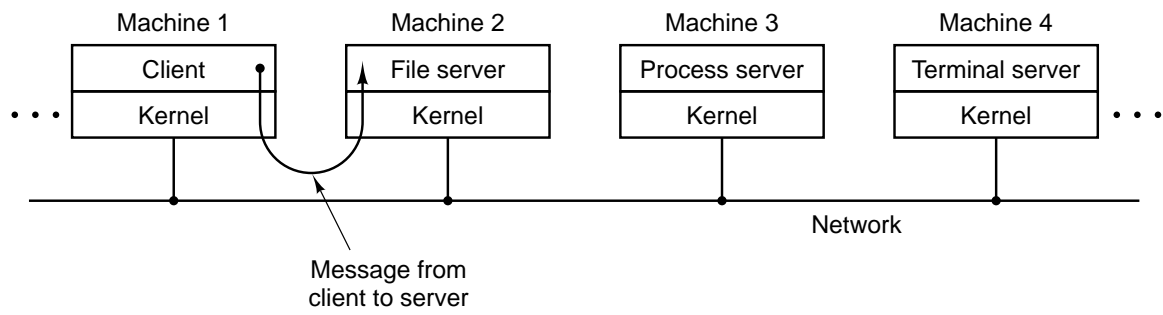 Machine 1 Machine 2 Machine 3 Machine 4
Client File server Process server Terminal server
. . . Kernel Kernel Kernel Kernel . . .
Network
Message from
client to server